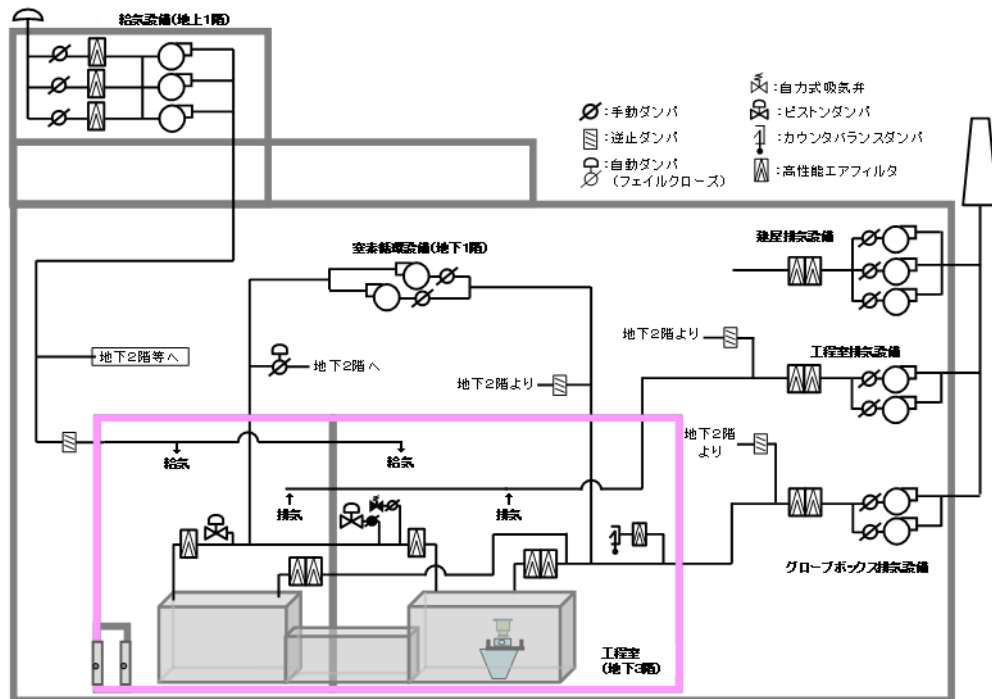 給気設備(地上1階)
:手動ダンパ
:逆止ダンパ
:自動ダンパ
(フェイルクローズ)
:自力式吸気弁
:ピストンダンパ
:カウンタバランスダンパ
:高性能エアフィルタ
窒素循環設備(地下1階)
建屋排気設備
地下2階等へ
地下2階へ
地下2階より
地下2階より
工程室排気設備
地下2階
より
給気
給気
排気
排気
グローブボックス排気設備
工程室
(地下3階)